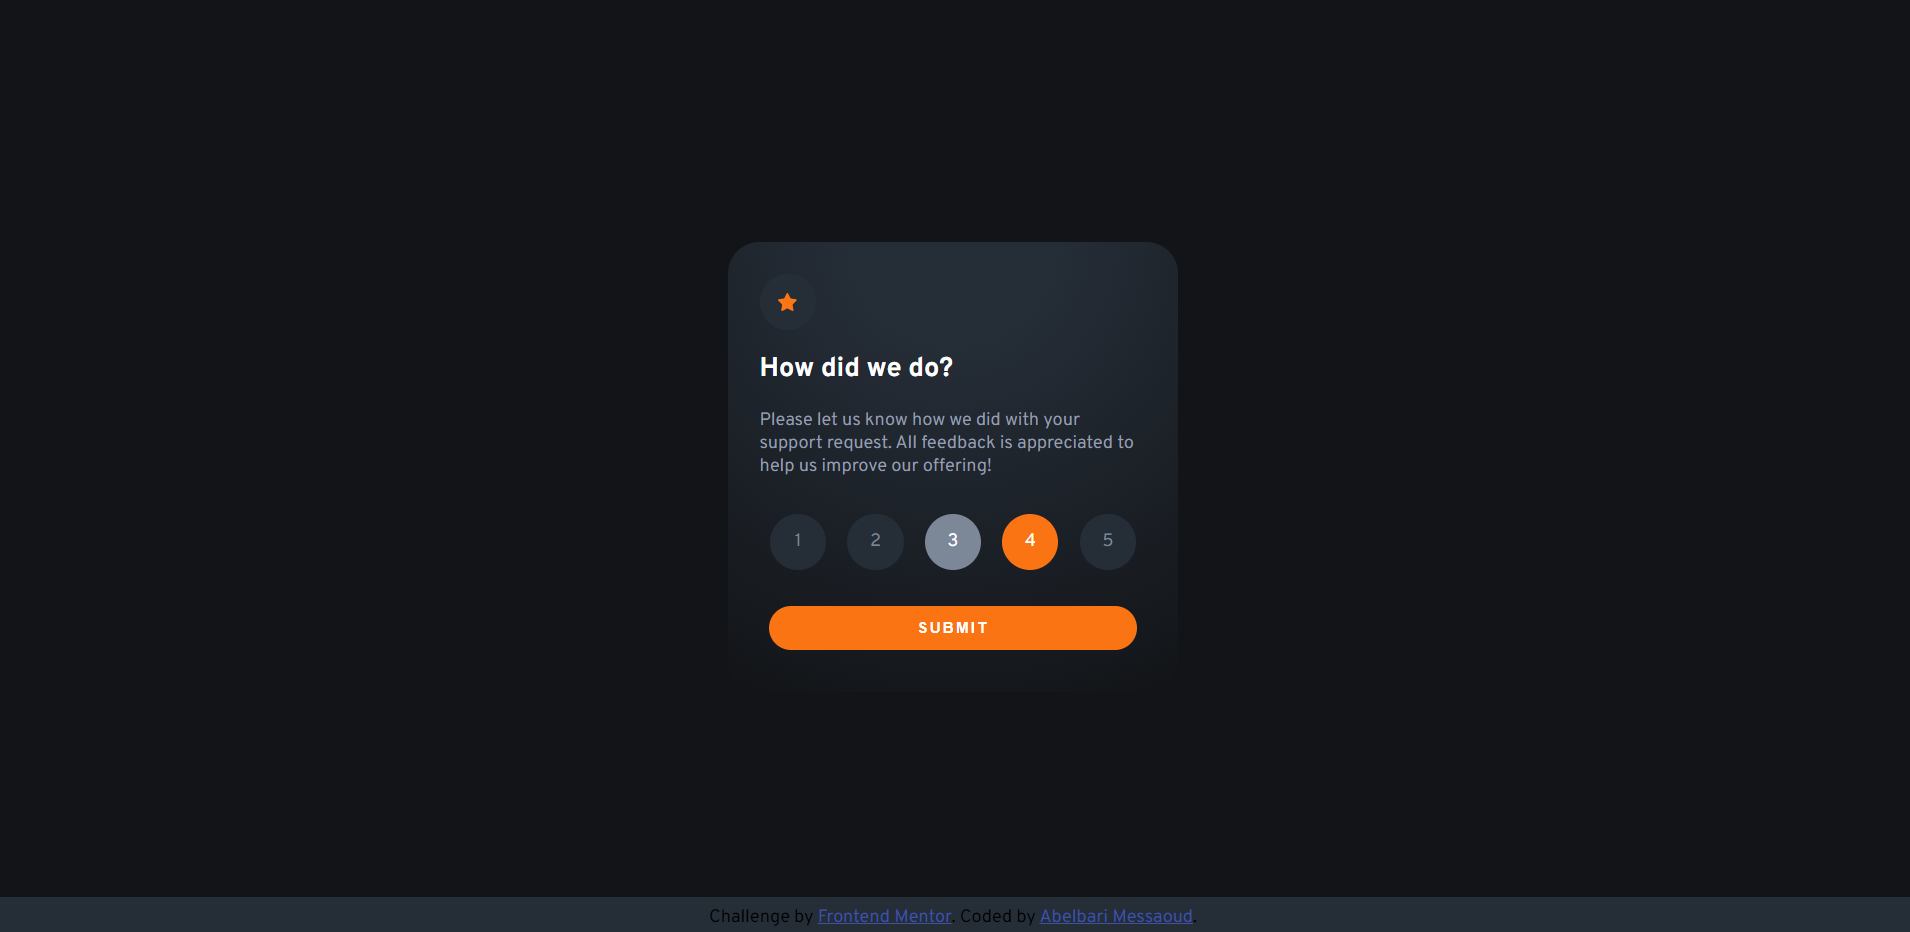 How did we do?
Please let us know how we did with your
support request. All feedback is appreciated to
help us improve our offering!
1 2 3 4 5
SUBMIT
Challenge by Frontend Mentor. Coded by Abelbari Messaoud.